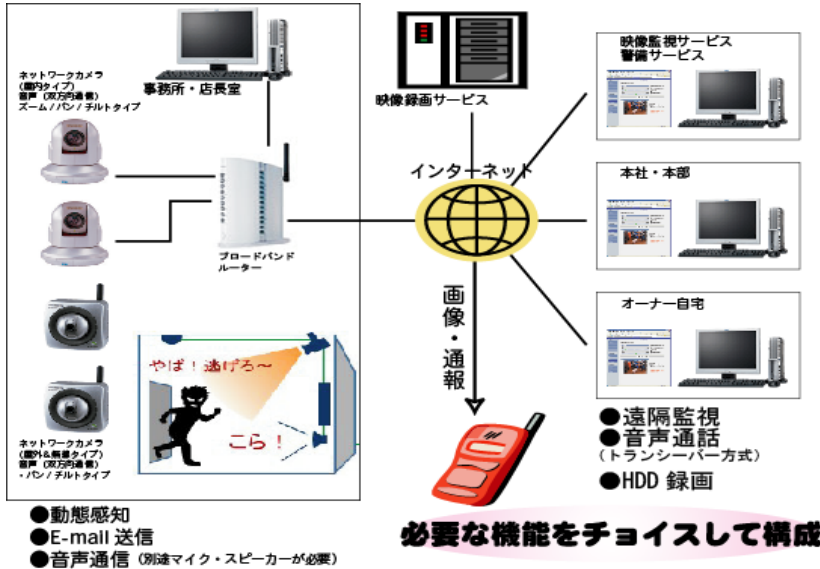 ネットワークカメラ
(屋内タイプ)
音声(双方向通信)
ズーム/パン/チルトタイプ
事務所・店長室
ブロードバンド
ルーター
やば！逃げろ～
こら！
ネットワークカメラ
(屋外&無線タイプ)
音声(双方向通信)
・パン/チルトタイプ
●動態感知
●E-mail 送信
●音声通信(別途マイク・スピーカーが必要)
映像録画サービス
インターネット
画像・通報
映像監視サービス
警備サービス
本社・本部
オーナー自宅
●遠隔監視
●音声通話
(トランシーバー方式)
●HDD 録画
必要な機能をチョイスして構成